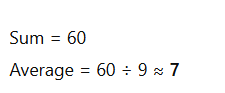 Sum = 60
Average = 60 ÷ 9 ≈ 7